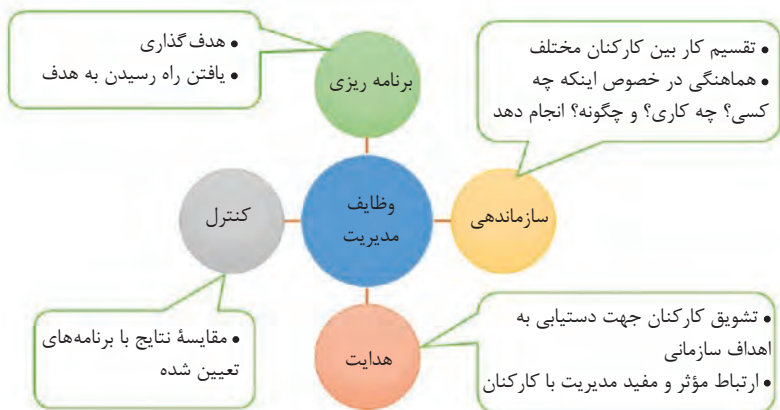 • هدف‌گذاری
• یافتن راه رسیدن به هدف
برنامه ریزی
• تقسیم کار بین کارکنان مختلف
• هماهنگی در خصوص اینکه چه
کسی؟ چه کاری؟ و چگونه؟ انجام دهد
سازماندهی
وظایف
مدیریت
کنترل
• مقایسهٔ نتایج با برنامه‌های
تعیین شده
هدایت
• تشویق کارکنان جهت دستیابی به
اهداف سازمانی
• ارتباط مؤثر و مفید مدیریت با کارکنان